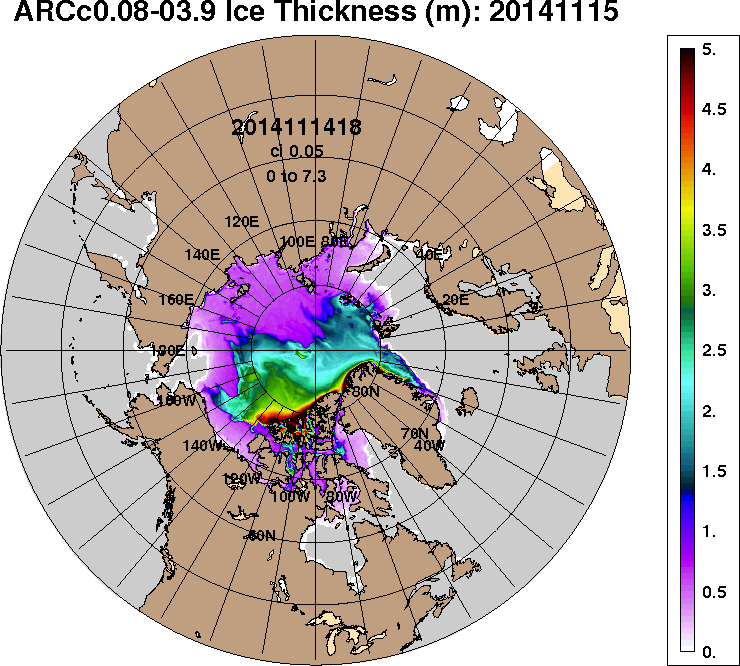 ARCc0.08-03.9 Ice Thickness (m): 20141115
2014111418
ci 0.05
0 to 7.3
120E
100E
80E
140E
40E
160E
20E
180E
160W
80N
140W
70N
40W
120W
100W
80W
60N
5.
4.5
4.
3.5
3.
2.5
2.
1.5
1.
0.5
0.